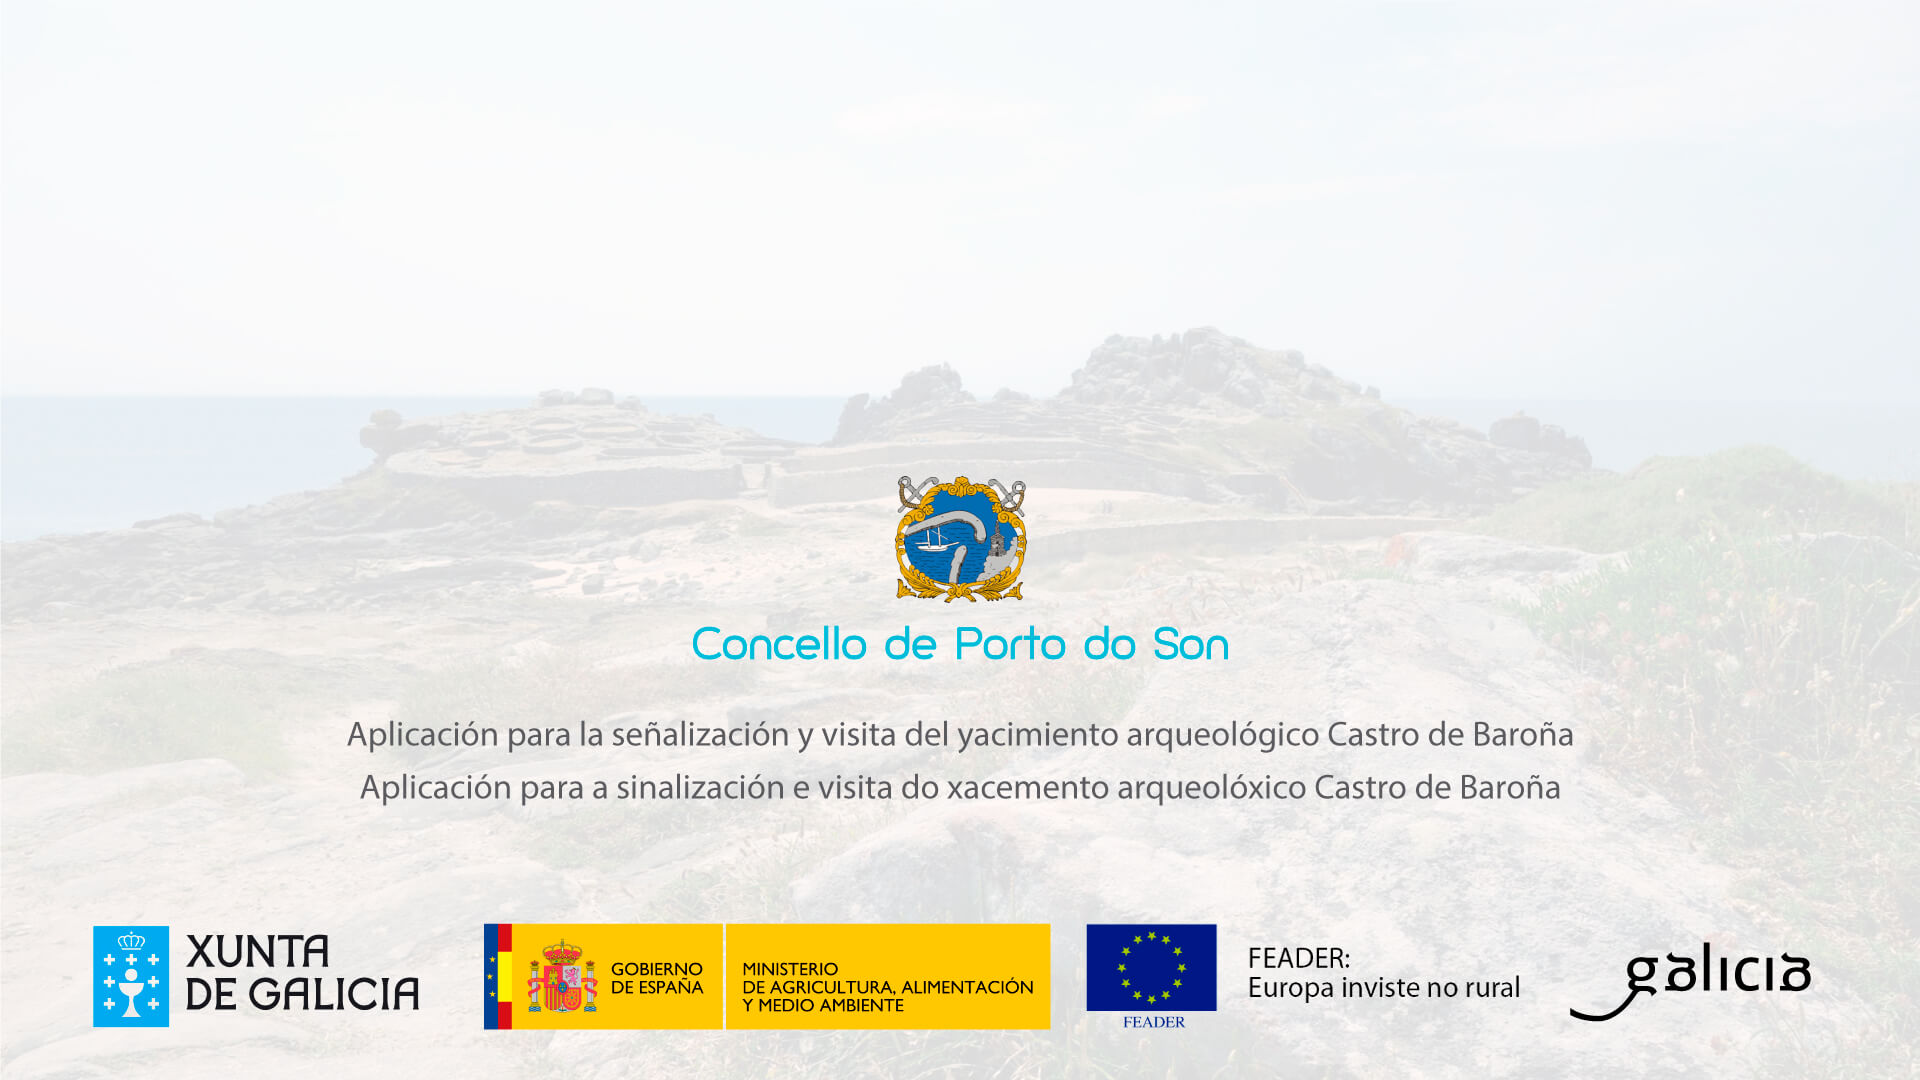 Concello de Porto do Son
Aplicación para la señalización y visita del yacimiento arqueológico Castro de Baroña
Aplicación para a sinalización e visita do xacemento arqueolóxico Castro de Baroña
XUNTA
DE GALICIA
GOBIERNO
DE ESPAÑA
MINISTERIO
DE AGRICULTURA, ALIMENTACIÓN
Y MEDIO AMBIENTE
FEADER
FEADER:
Europa inviste no rural
galicia